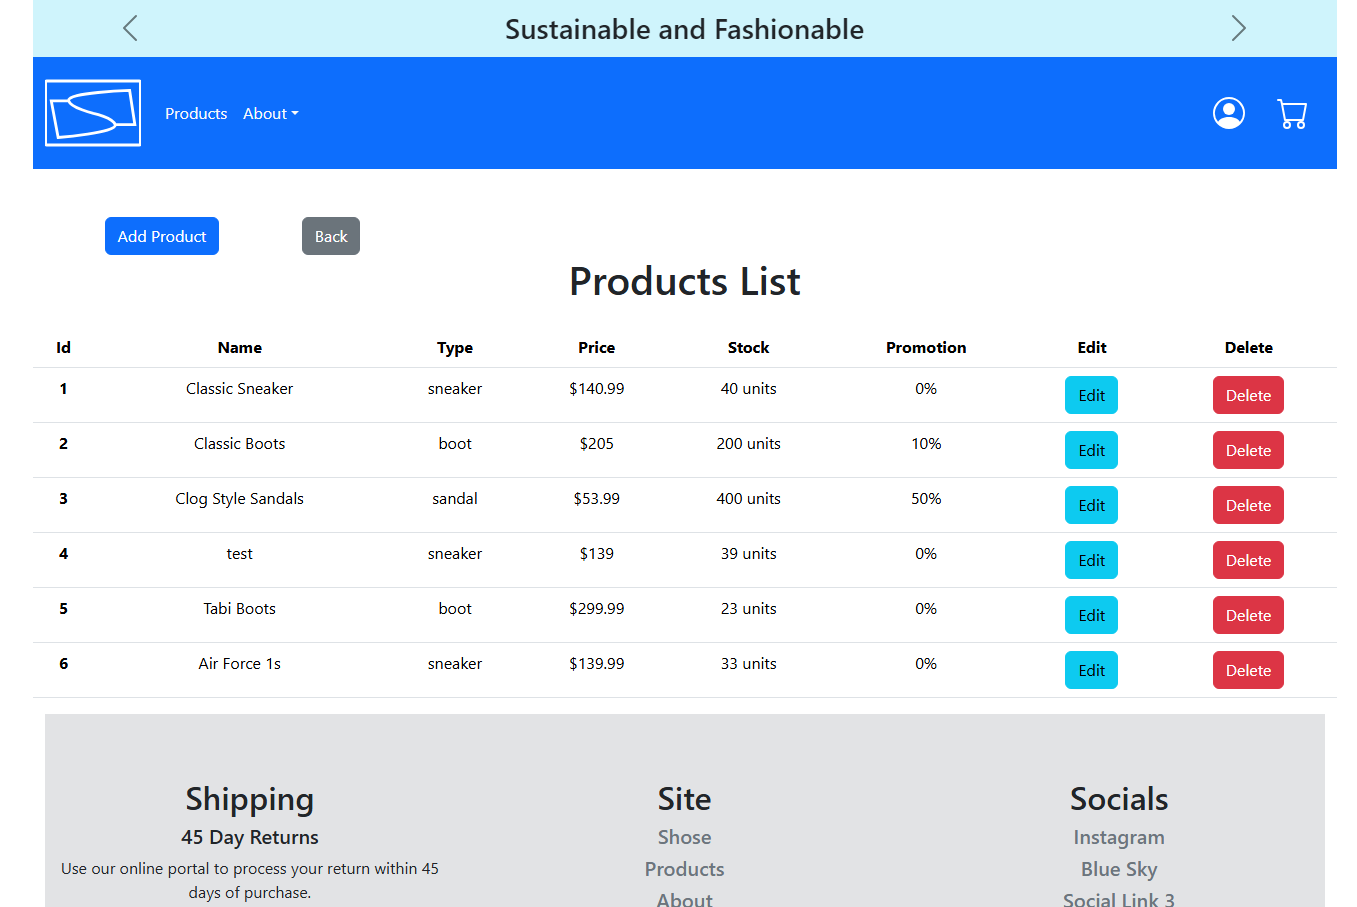 Sustainable and Fashionable
Products About
Add Product Back
Products List
Id Name Type Price Stock Promotion Edit Delete
1 Classic Sneaker sneaker $140.99 40 units 0% Edit Delete
2 Classic Boots boot $205 200 units 10% Edit Delete
3 Clog Style Sandals sandal $53.99 400 units 50% Edit Delete
4 test sneaker $139 39 units 0% Edit Delete
5 Tabi Boots boot $299.99 23 units 0% Edit Delete
6 Air Force 1s sneaker $139.99 33 units 0% Edit Delete
Shipping Site Socials
45 Day Returns Shose Instagram
Use our online portal to process your return within 45 Products Blue Sky
days of purchase. About Social Link 3